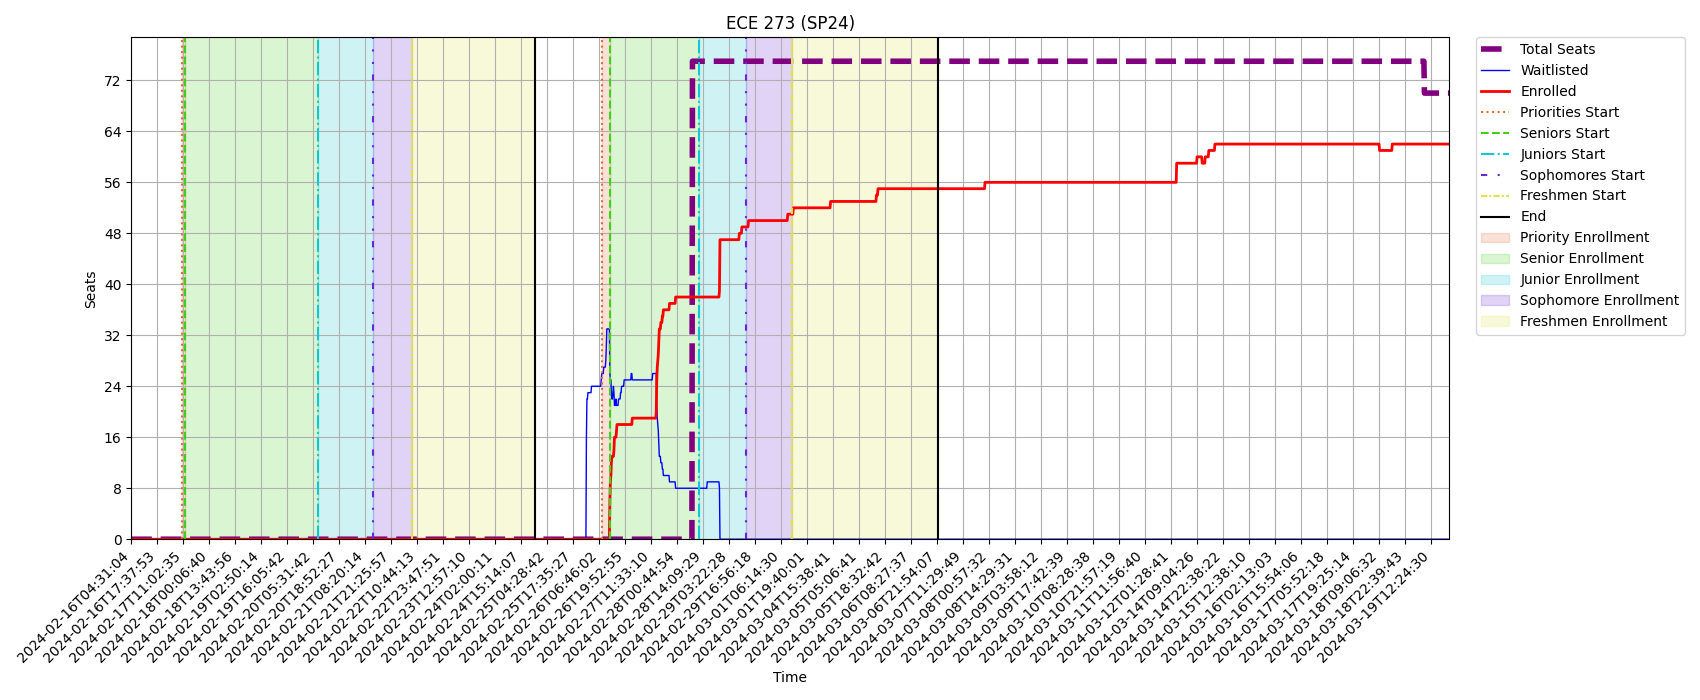 ECE 273 (SP24)
Total Seats
Waitlisted
Enrolled
Priorities Start
Seniors Start
Juniors Start
Sophomores Start
Freshmen Start
End
Priority Enrollment
Senior Enrollment
Junior Enrollment
Sophomore Enrollment
Freshmen Enrollment
Seats
72
64
56
48
40
32
24
16
8
0
2024-02-16T04:31:04
2024-02-16T17:37:53
2024-02-17T11:02:35
2024-02-18T00:06:40
2024-02-18T13:43:56
2024-02-19T02:50:14
2024-02-19T16:05:42
2024-02-20T05:31:42
2024-02-20T18:52:27
2024-02-21T08:20:14
2024-02-21T21:25:57
2024-02-22T10:44:13
2024-02-22T23:47:51
2024-02-23T12:57:10
2024-02-24T02:00:11
2024-02-24T15:14:07
2024-02-25T04:28:42
2024-02-25T17:35:27
2024-02-26T06:46:02
2024-02-26T19:52:55
2024-02-27T11:33:10
2024-02-28T00:44:54
2024-02-28T14:09:29
2024-02-29T03:22:28
2024-02-29T16:56:18
2024-03-01T06:14:30
2024-03-01T19:40:01
2024-03-04T15:38:41
2024-03-05T05:06:41
2024-03-05T18:32:42
2024-03-06T08:27:37
2024-03-06T21:54:07
2024-03-07T11:29:49
2024-03-08T00:57:32
2024-03-08T14:29:31
2024-03-09T03:58:12
2024-03-09T17:42:39
2024-03-10T08:28:38
2024-03-10T21:57:19
2024-03-11T11:56:40
2024-03-12T01:28:41
2024-03-14T09:04:26
2024-03-14T22:38:22
2024-03-15T12:38:10
2024-03-16T02:13:03
2024-03-16T15:54:06
2024-03-17T05:52:18
2024-03-17T19:25:14
2024-03-18T09:06:32
2024-03-18T22:39:43
2024-03-19T12:24:30
Time